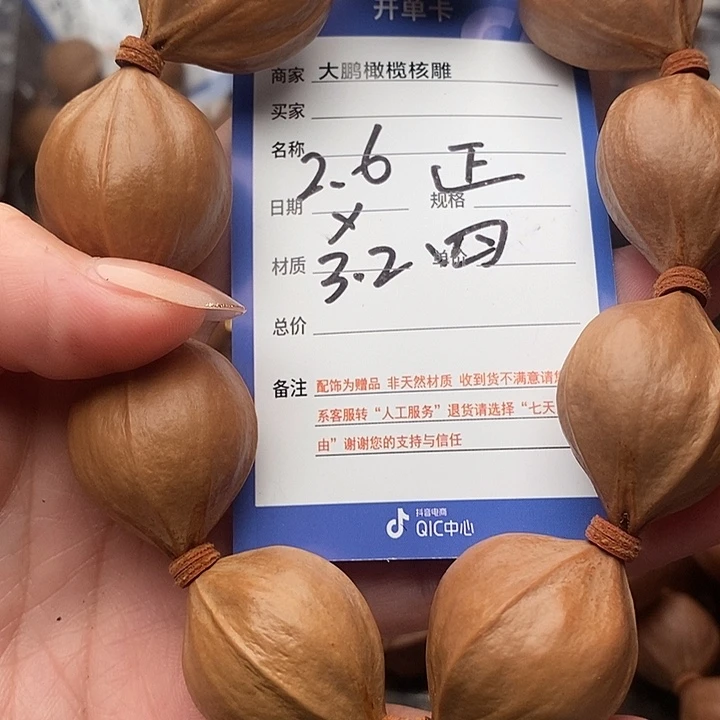 开单卡
商家 大鹏橄榄核雕
买家
名称
2.6 正
日期 规格
×
材质 单价
3.2 四
总价
备注 配饰为赠品 非天然材质 收到货不满意请
系客服转“人工服务”退货请选择“七天
由”谢谢您的支持与信任
抖音电商
QIC中心